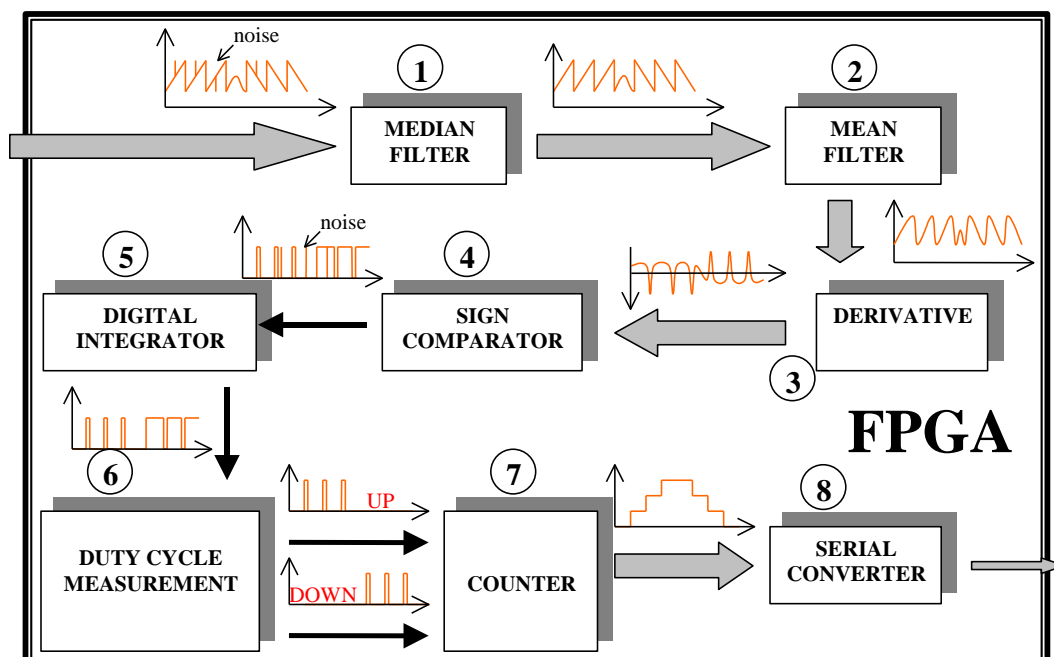 noise
1
2
MEDIAN
FILTER
MEAN
FILTER
noise
5
4
DIGITAL
INTEGRATOR
SIGN
COMPARATOR
DERIVATIVE
3
FPGA
6
7
8
UP
DUTY CYCLE
MEASUREMENT
DOWN
COUNTER
SERIAL
CONVERTER